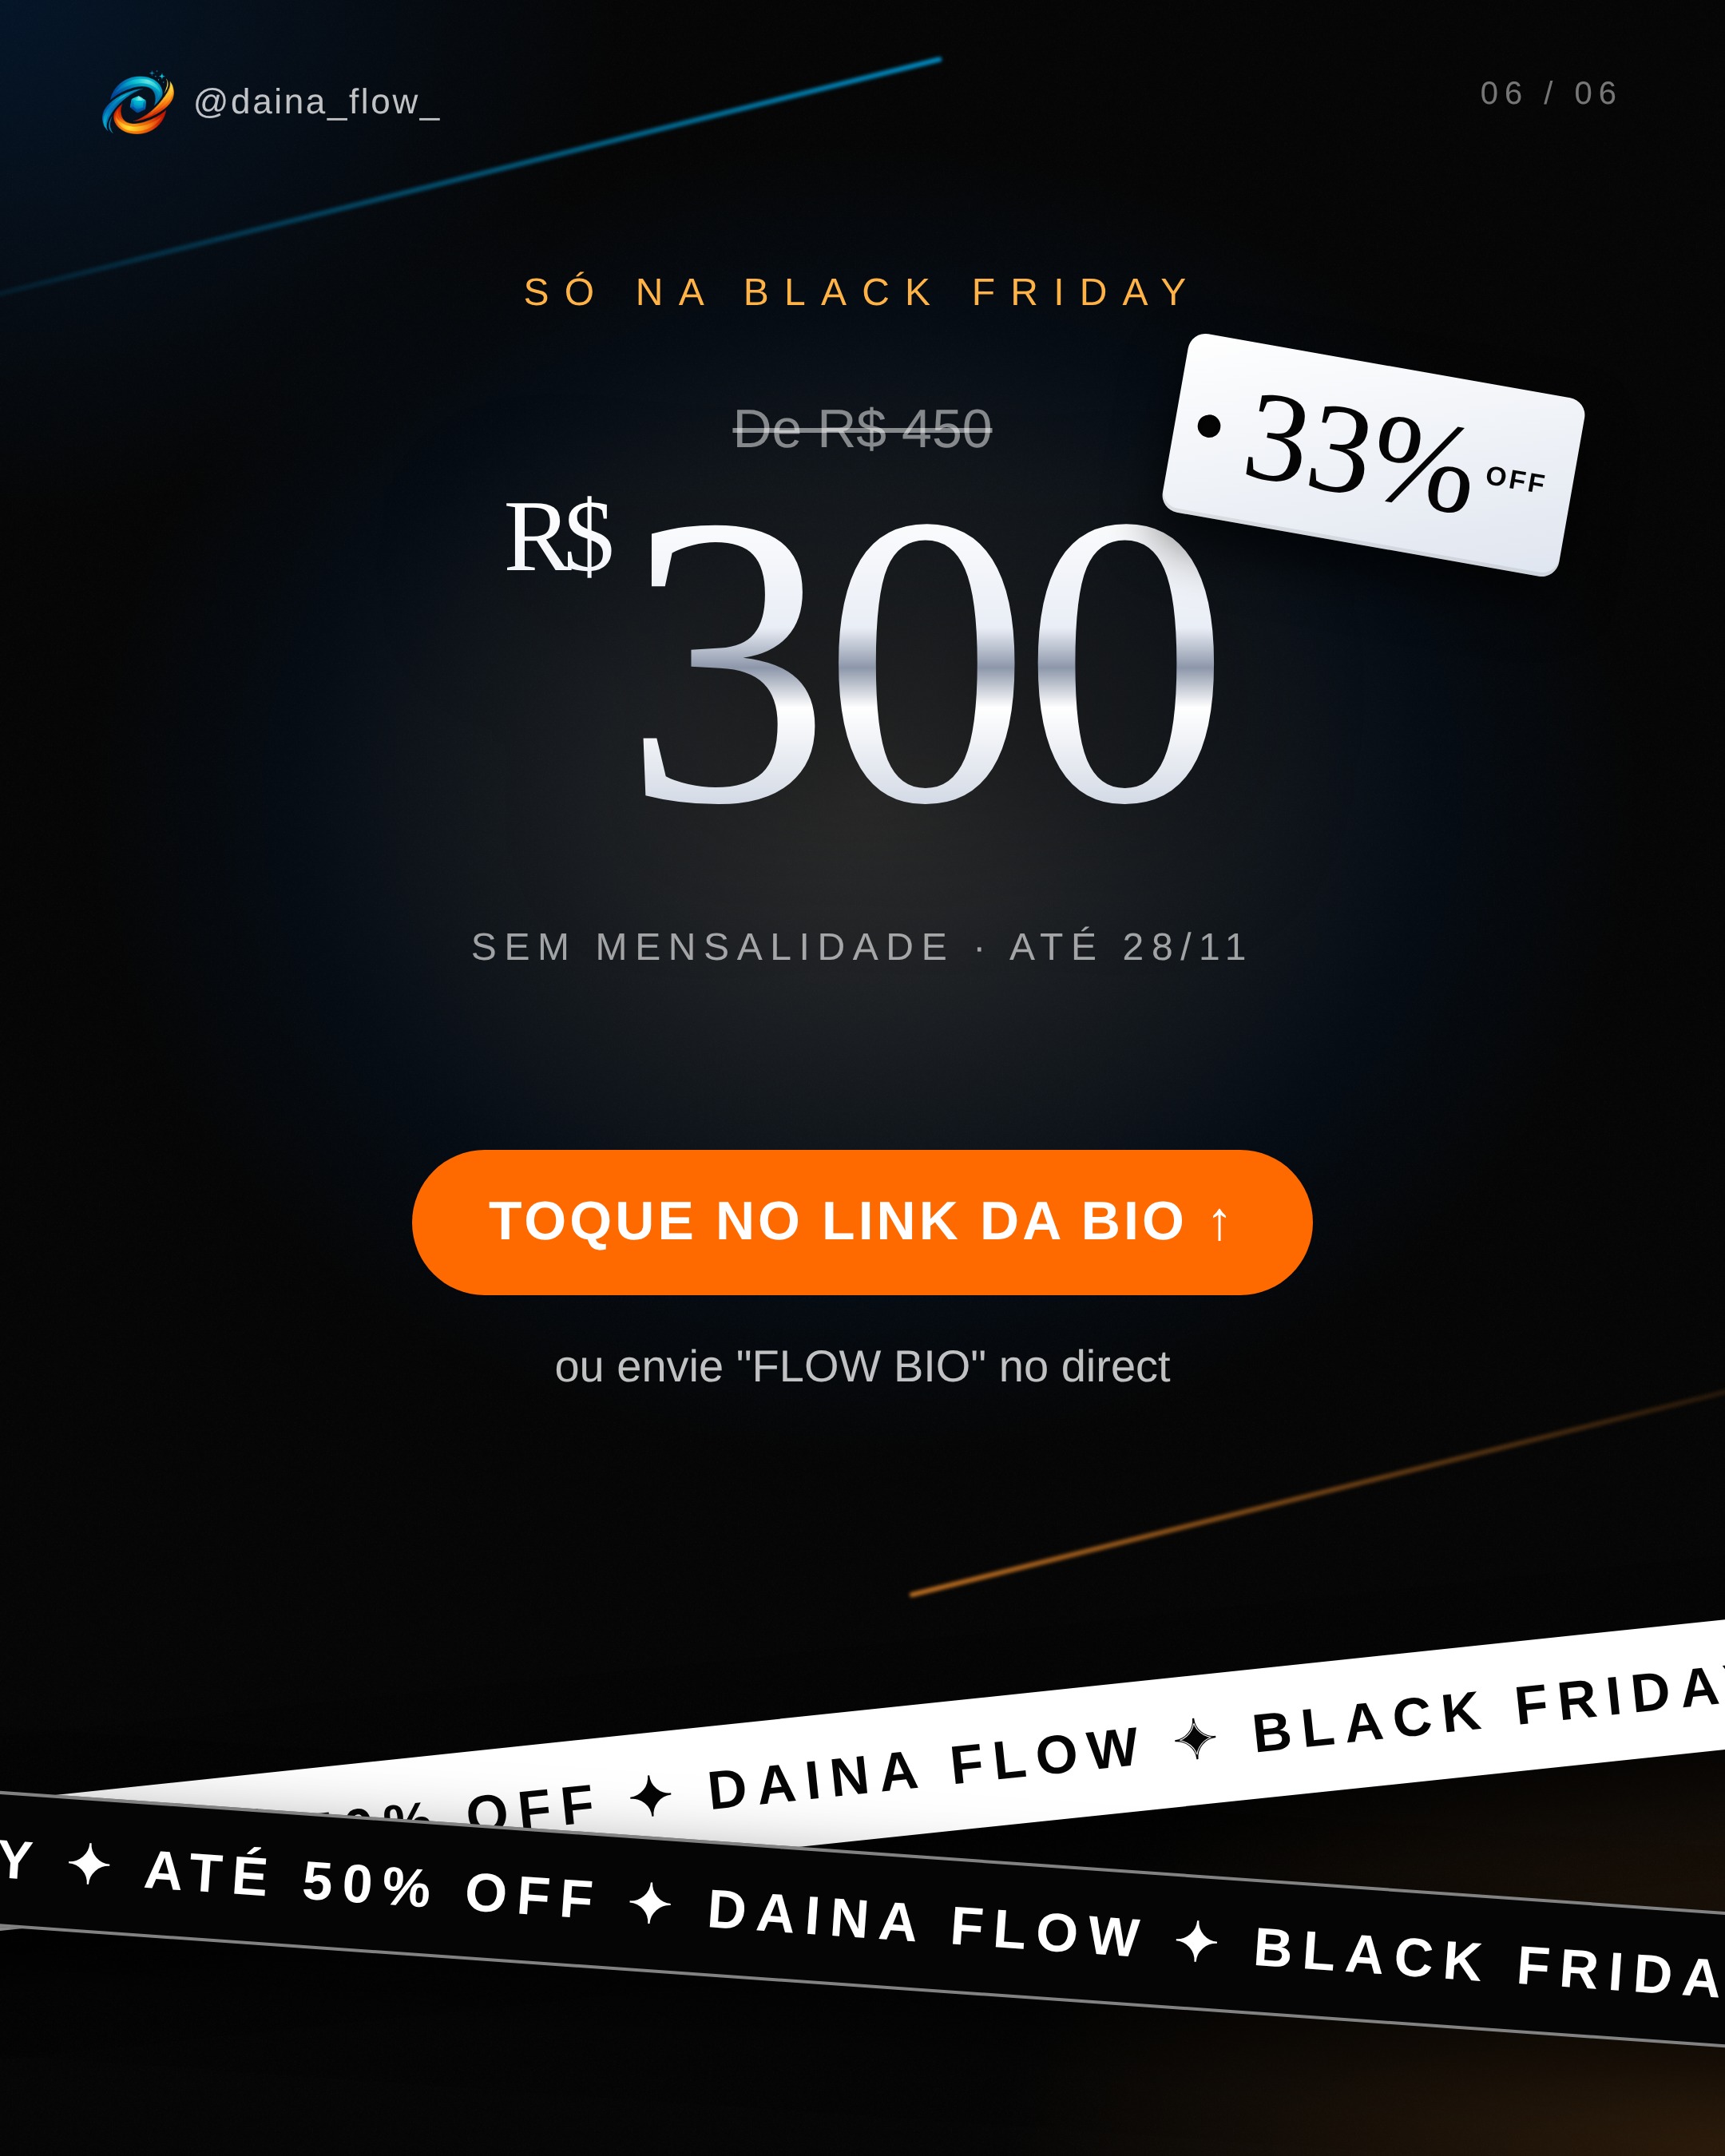 @daina_flow_
06 / 06
SÓ NA BLACK FRIDAY
De R$ 450
• 33% OFF
R$ 300
SEM MENSALIDADE · ATÉ 28/11
TOQUE NO LINK DA BIO ↑
ou envie "FLOW BIO" no direct
OFF ✦ DAINA FLOW ✦ BLACK FRIDAY
Y ✦ ATÉ 50% OFF ✦ DAINA FLOW ✦ BLACK FRIDA